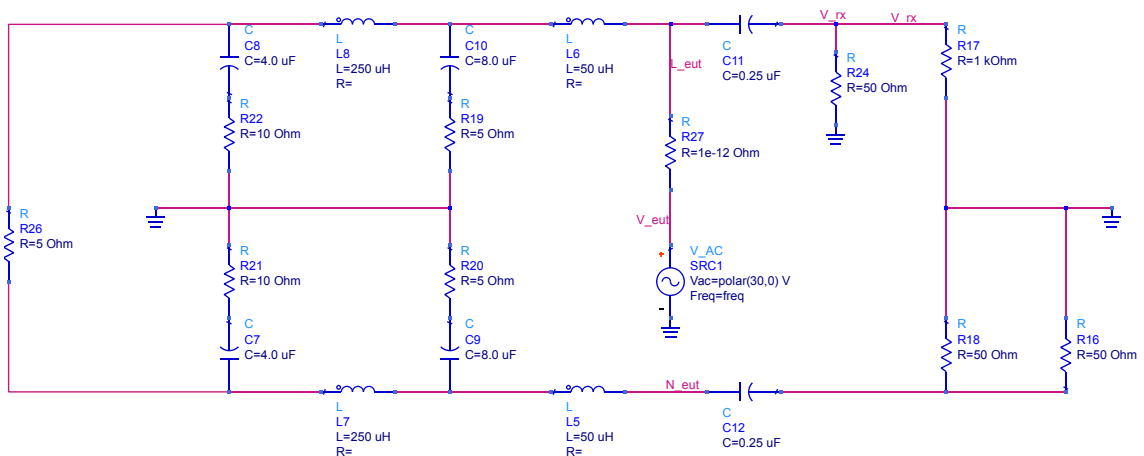 C
C8
C=4.0 uF
L
L8
L=250 uH
R=
C
C10
C=8.0 uF
L
L6
L=50 uH
R=
C
C11
C=0.25 uF
V_rx
V_rx
R
R17
R=1 kOhm
R
R24
R=50 Ohm
L_eut
R
R22
R=10 Ohm
R
R19
R=5 Ohm
R
R27
R=1e-12 Ohm
R
R26
R=5 Ohm
V_eut
R
R21
R=10 Ohm
R
R20
R=5 Ohm
V_AC
SRC1
Vac=polar(30,0) V
Freq=freq
C
C7
C=4.0 uF
C
C9
C=8.0 uF
R
R18
R=50 Ohm
R
R16
R=50 Ohm
L
L7
L=250 uH
R=
L
L5
L=50 uH
R=
N_eut
C
C12
C=0.25 uF